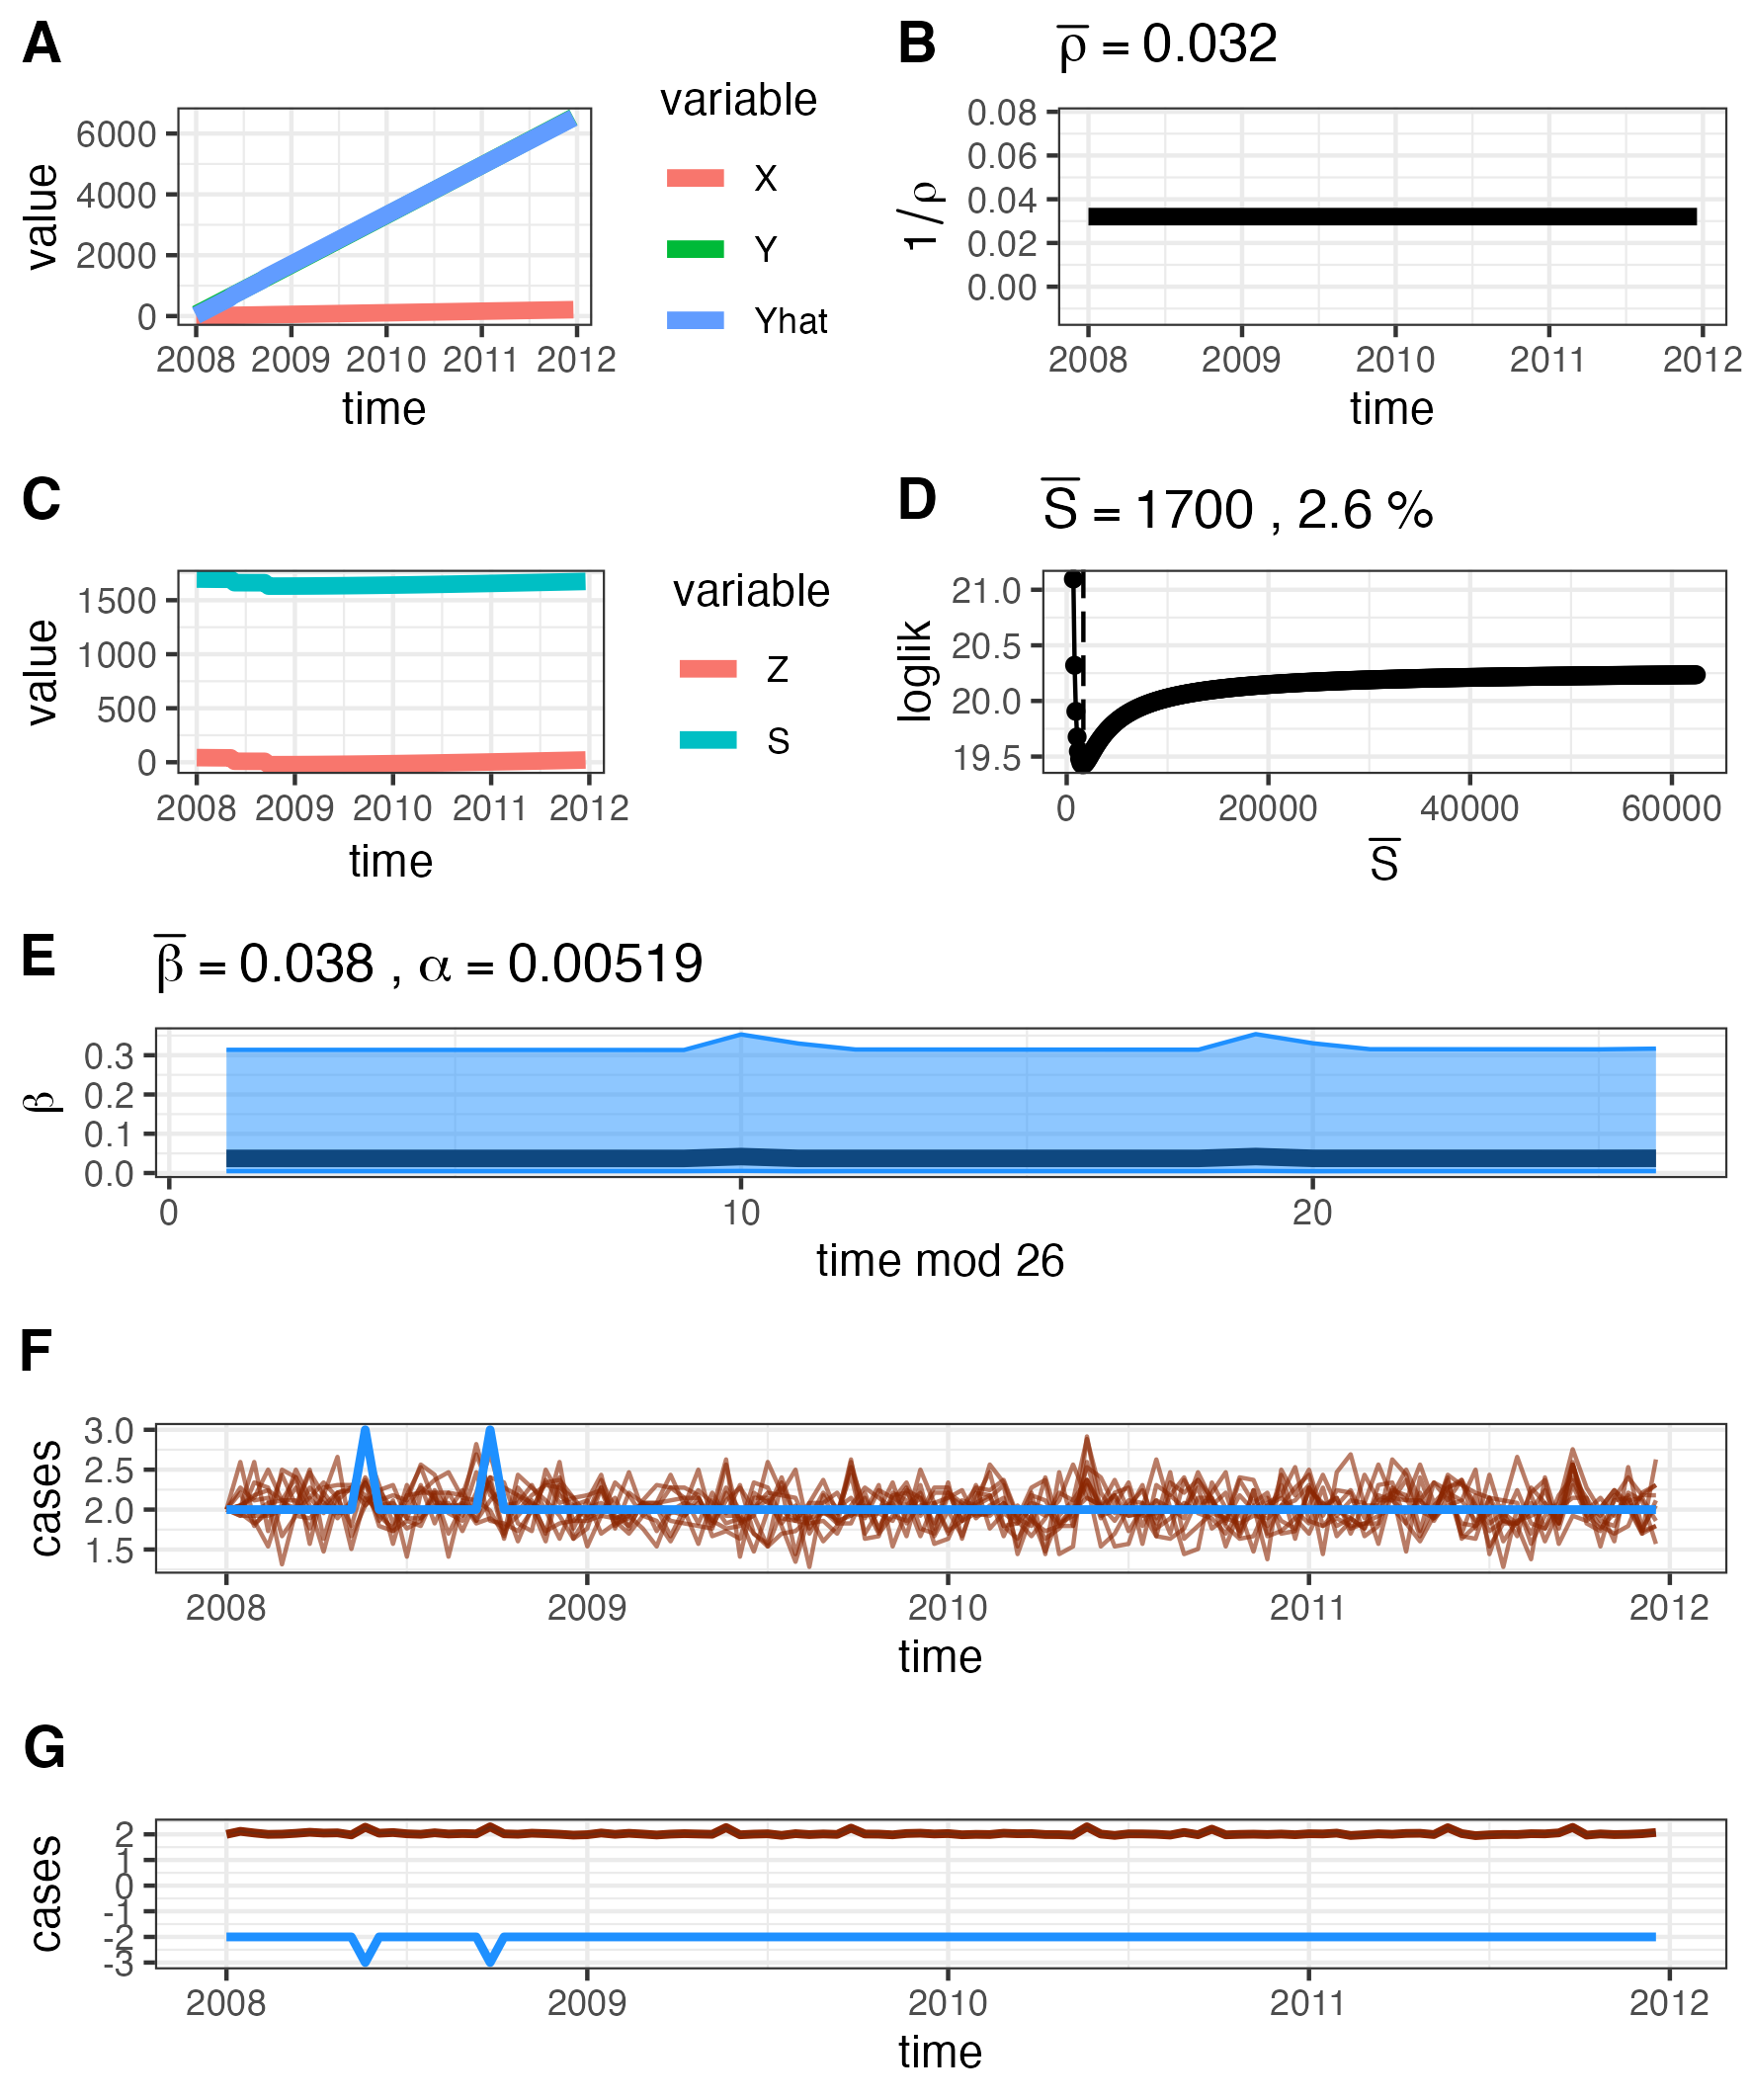 A
variable
X
Y
Yhat
value
6000
4000
2000
0
2008 2009 2010 2011 2012
time
B
ρ = 0.032
1/ρ
0.08
0.06
0.04
0.02
0.00
2008 2009 2010 2011 2012
time
C
variable
Z
S
value
1500
1000
500
0
2008 2009 2010 2011 2012
time
D
S̅ = 1700 , 2.6 %
loglik
21.0
20.5
20.0
19.5
0 20000 40000 60000
S̅
E
β̅ = 0.038 , α = 0.00519
β
0.3
0.2
0.1
0.0
0 10 20
time mod 26
F
cases
3.0
2.5
2.0
1.5
2008 2009 2010 2011 2012
time
G
cases
2
1
0
-1
-2
-3
2008 2009 2010 2011 2012
time